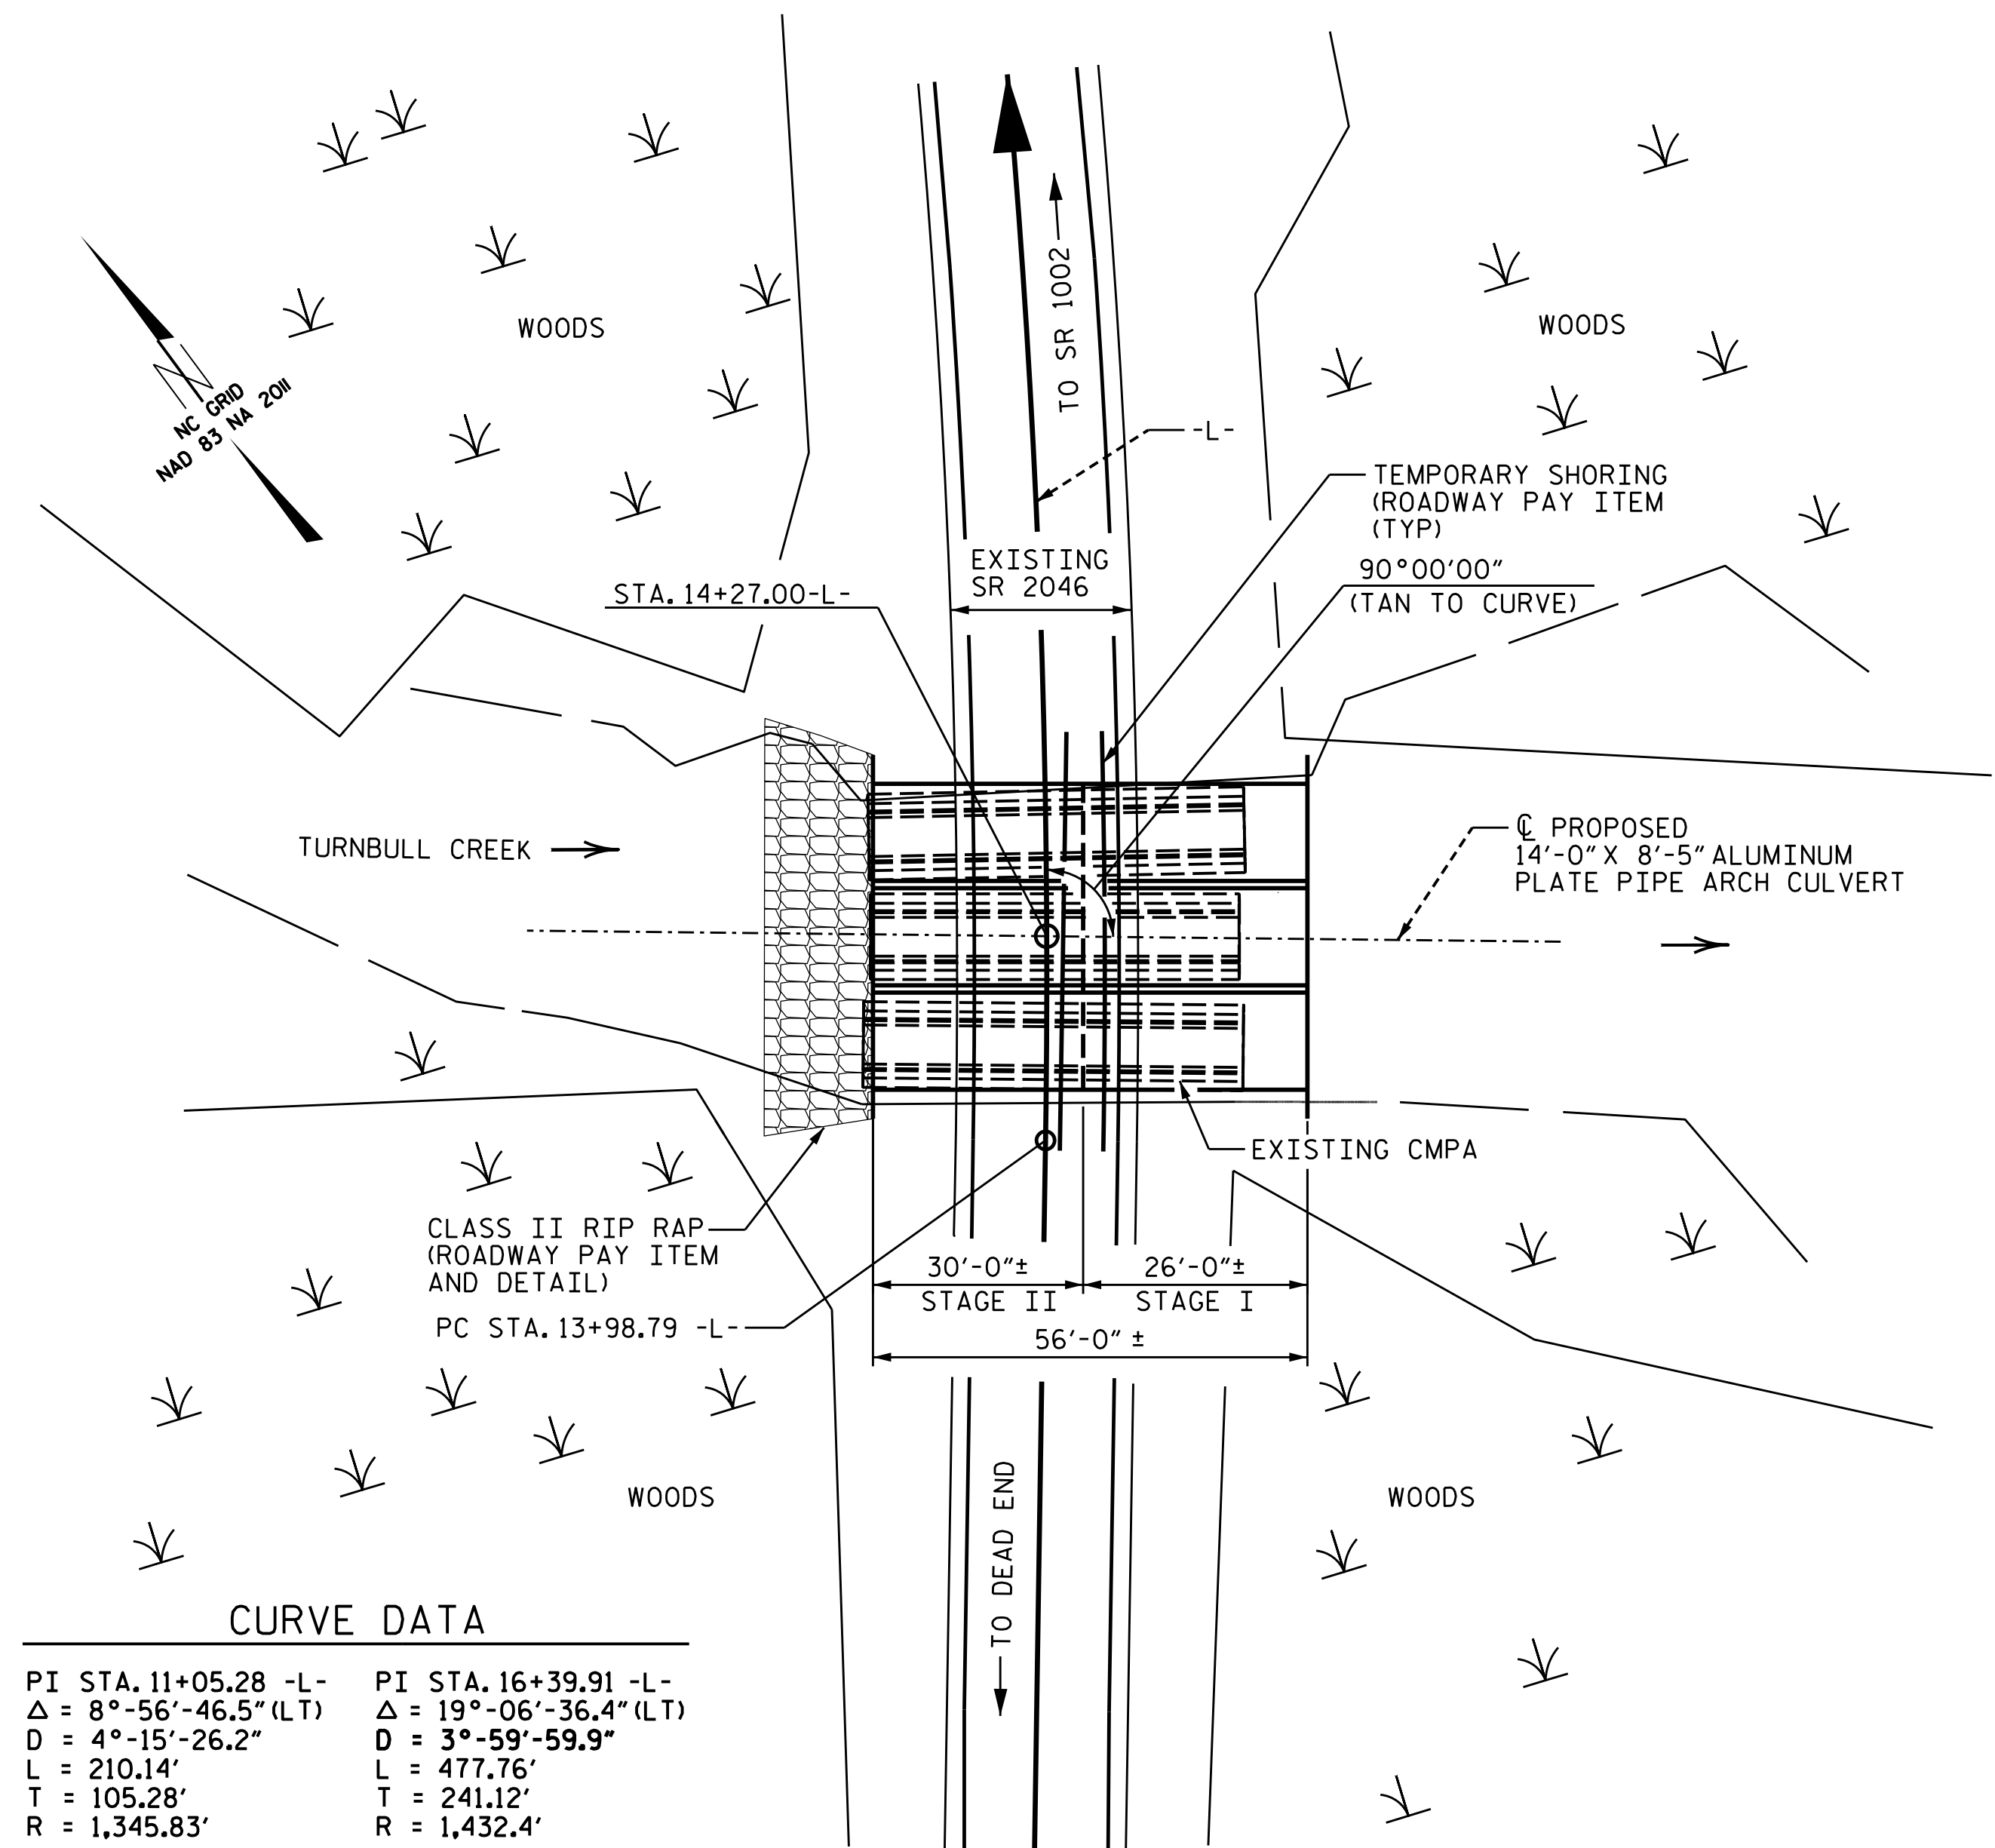 WOODS
WOODS
NC GRID
NAD 83 NA 2011
TO SR 1002
-L-
TEMPORARY SHORING
(ROADWAY PAY ITEM
(TYP)
EXISTING
SR 2046
90°00'00"
(TAN TO CURVE)
STA. 14+27.00-L-
TURNBULL CREEK
℄ PROPOSED
14'-0" X 8'-5" ALUMINUM
PLATE PIPE ARCH CULVERT
EXISTING CMPA
CLASS II RIP RAP
(ROADWAY PAY ITEM
AND DETAIL)
PC STA. 13+98.79 -L-
30'-0"±
26'-0"±
STAGE II
STAGE I
56'-0" ±
TO DEAD END
WOODS
WOODS
CURVE DATA
PI STA. 11+05.28 -L-
△ = 8°-56'-46.5" (LT)
D = 4°-15'-26.2"
L = 210.14'
T = 105.28'
R = 1,345.83'
PI STA. 16+39.91 -L-
△ = 19°-06'-36.4" (LT)
D = 3°-59'-59.9"
L = 477.76'
T = 241.12'
R = 1,432.4'